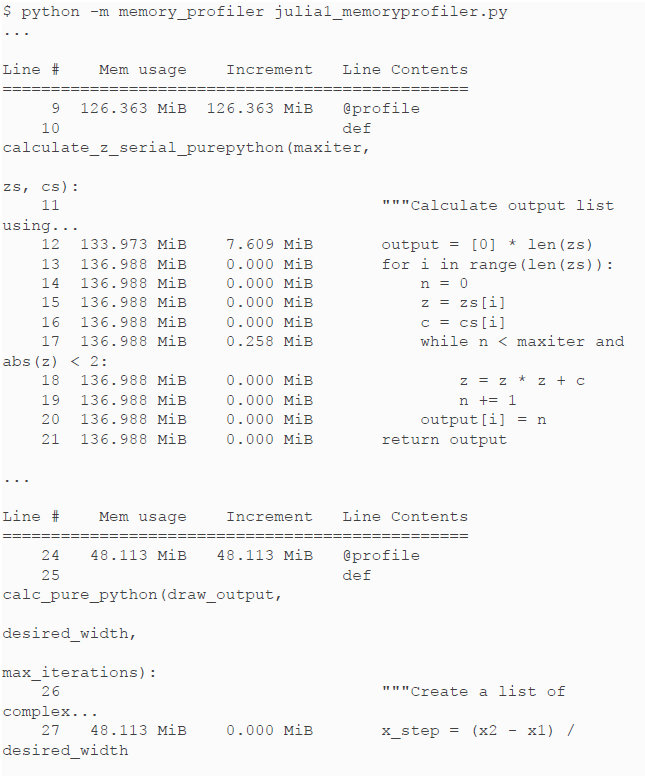 $ python -m memory_profiler julia1_memoryprofiler.py
...
Line #    Mem usage    Increment   Line Contents
================================================
     9  126.363 MiB  126.363 MiB   @profile
    10                             def
calculate_z_serial_purepython(maxiter,
zs, cs):
    11                                 """Calculate output list
using...
    12  133.973 MiB    7.609 MiB       output = [0] * len(zs)
    13  136.988 MiB    0.000 MiB       for i in range(len(zs)):
    14  136.988 MiB    0.000 MiB           n = 0
    15  136.988 MiB    0.000 MiB           z = zs[i]
    16  136.988 MiB    0.000 MiB           c = cs[i]
    17  136.988 MiB    0.258 MiB           while n < maxiter and
abs(z) < 2:
    18  136.988 MiB    0.000 MiB               z = z * z + c
    19  136.988 MiB    0.000 MiB               n += 1
    20  136.988 MiB    0.000 MiB           output[i] = n
    21  136.988 MiB    0.000 MiB       return output
...
Line #    Mem usage    Increment   Line Contents
================================================
    24   48.113 MiB   48.113 MiB   @profile
    25                             def
calc_pure_python(draw_output,
desired_width,
max_iterations):
    26                                 """Create a list of
complex...
    27   48.113 MiB    0.000 MiB       x_step = (x2 - x1) /
desired_width